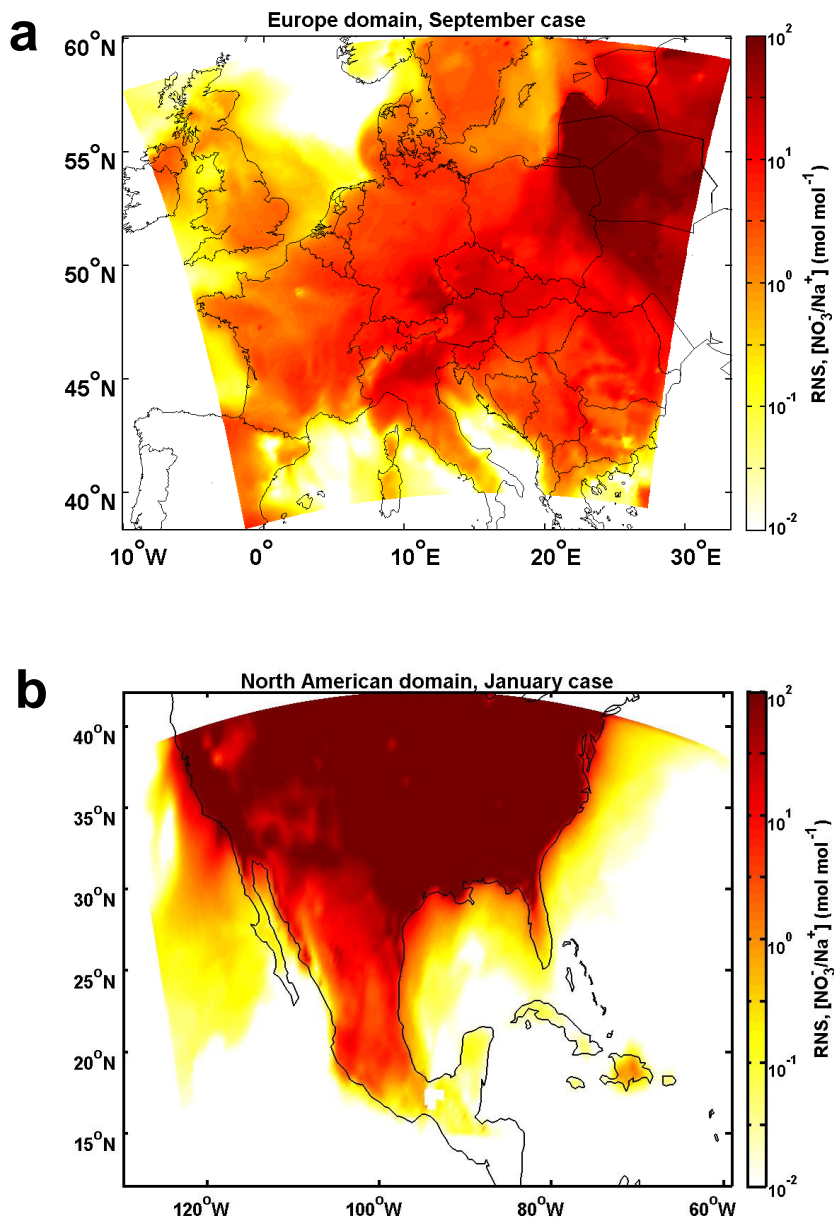 a
Europe domain, September case
60°N
55°N
50°N
45°N
40°N
10°W
0°
10°E
20°E
30°E
10²
10¹
10⁰
10⁻¹
10⁻²
RNS, [NO₃⁻/Na⁺] (mol mol⁻¹)
b
North American domain, January case
40°N
35°N
30°N
25°N
20°N
15°N
120°W
100°W
80°W
60°W
10²
10¹
10⁰
10⁻¹
10⁻²
RNS, [NO₃⁻/Na⁺] (mol mol⁻¹)